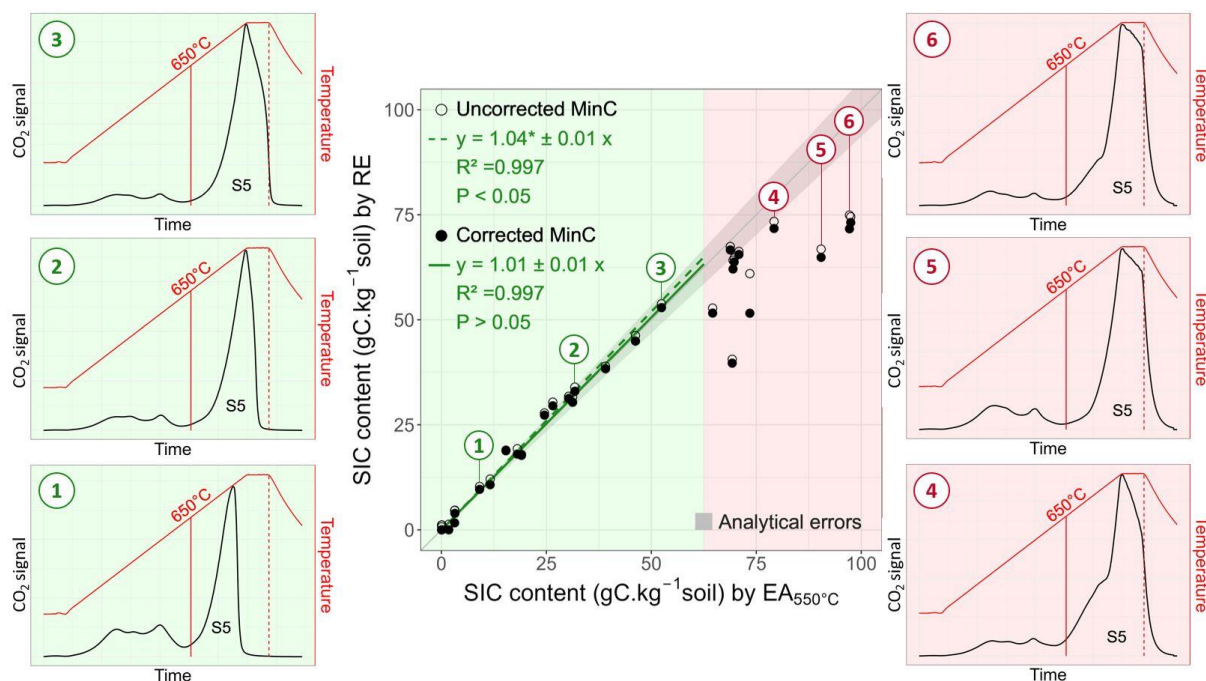 3
650°C
S5
CO₂ signal
Temperature
Time
2
650°C
S5
CO₂ signal
Temperature
Time
1
650°C
S5
CO₂ signal
Temperature
Time
SIC content (gC.kg⁻¹soil) by RE
100
75
50
25
0
Uncorrected MinC
y = 1.04* ± 0.01 x
R² =0.997
P < 0.05
Corrected MinC
y = 1.01 ± 0.01 x
R² =0.997
P > 0.05
1
2
3
4
5
6
Analytical errors
0
25
50
75
100
SIC content (gC.kg⁻¹soil) by EA₅₅₀°C
6
650°C
S5
CO₂ signal
Temperature
Time
5
650°C
S5
CO₂ signal
Temperature
Time
4
650°C
S5
CO₂ signal
Temperature
Time